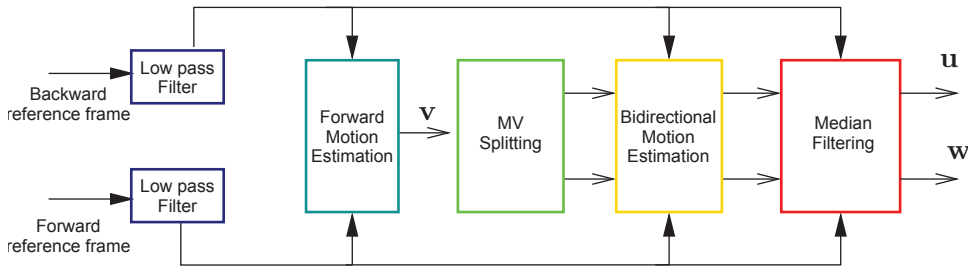 Low pass
Filter
Backward
reference frame
Low pass
Filter
Forward
reference frame
Forward
Motion
Estimation
v
MV
Splitting
Bidirectional
Motion
Estimation
Median
Filtering
u
w